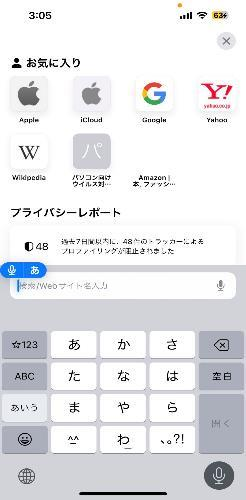 3:05
63
お気に入り
Apple
iCloud
Google
Yahoo
W
パ
Wikipedia
パソコン向け
ウイルス対…
Amazon |
本, ファッシ…
プライバシーレポート
48
過去7日間以内に、48件のトラッカーによる
プロファイリングが阻止されました
あ
検索/Webサイト名入力
☆123
あ
か
さ
ABC
た
な
は
空白
あいう
ま
や
ら
開く
^^
わ
、。?!